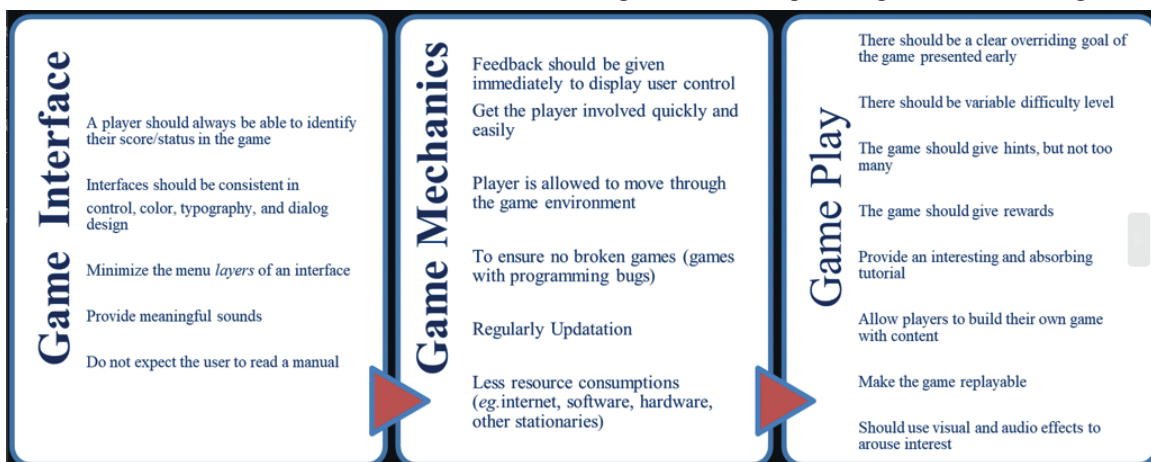 Game Interface
A player should always be able to identify
their score/status in the game
Interfaces should be consistent in
control, color, typography, and dialog
design
Minimize the menu layers of an interface
Provide meaningful sounds
Do not expect the user to read a manual
Game Mechanics
Feedback should be given
immediately to display user control
Get the player involved quickly and
easily
Player is allowed to move through
the game environment
To ensure no broken games (games
with programming bugs)
Regularly Updatation
Less resource consumptions
(eg.internet, software, hardware,
other stationaries)
Game Play
There should be a clear overriding goal of
the game presented early
There should be variable difficulty level
The game should give hints, but not too
many
The game should give rewards
Provide an interesting and absorbing
tutorial
Allow players to build their own game
with content
Make the game replayable
Should use visual and audio effects to
arouse interest